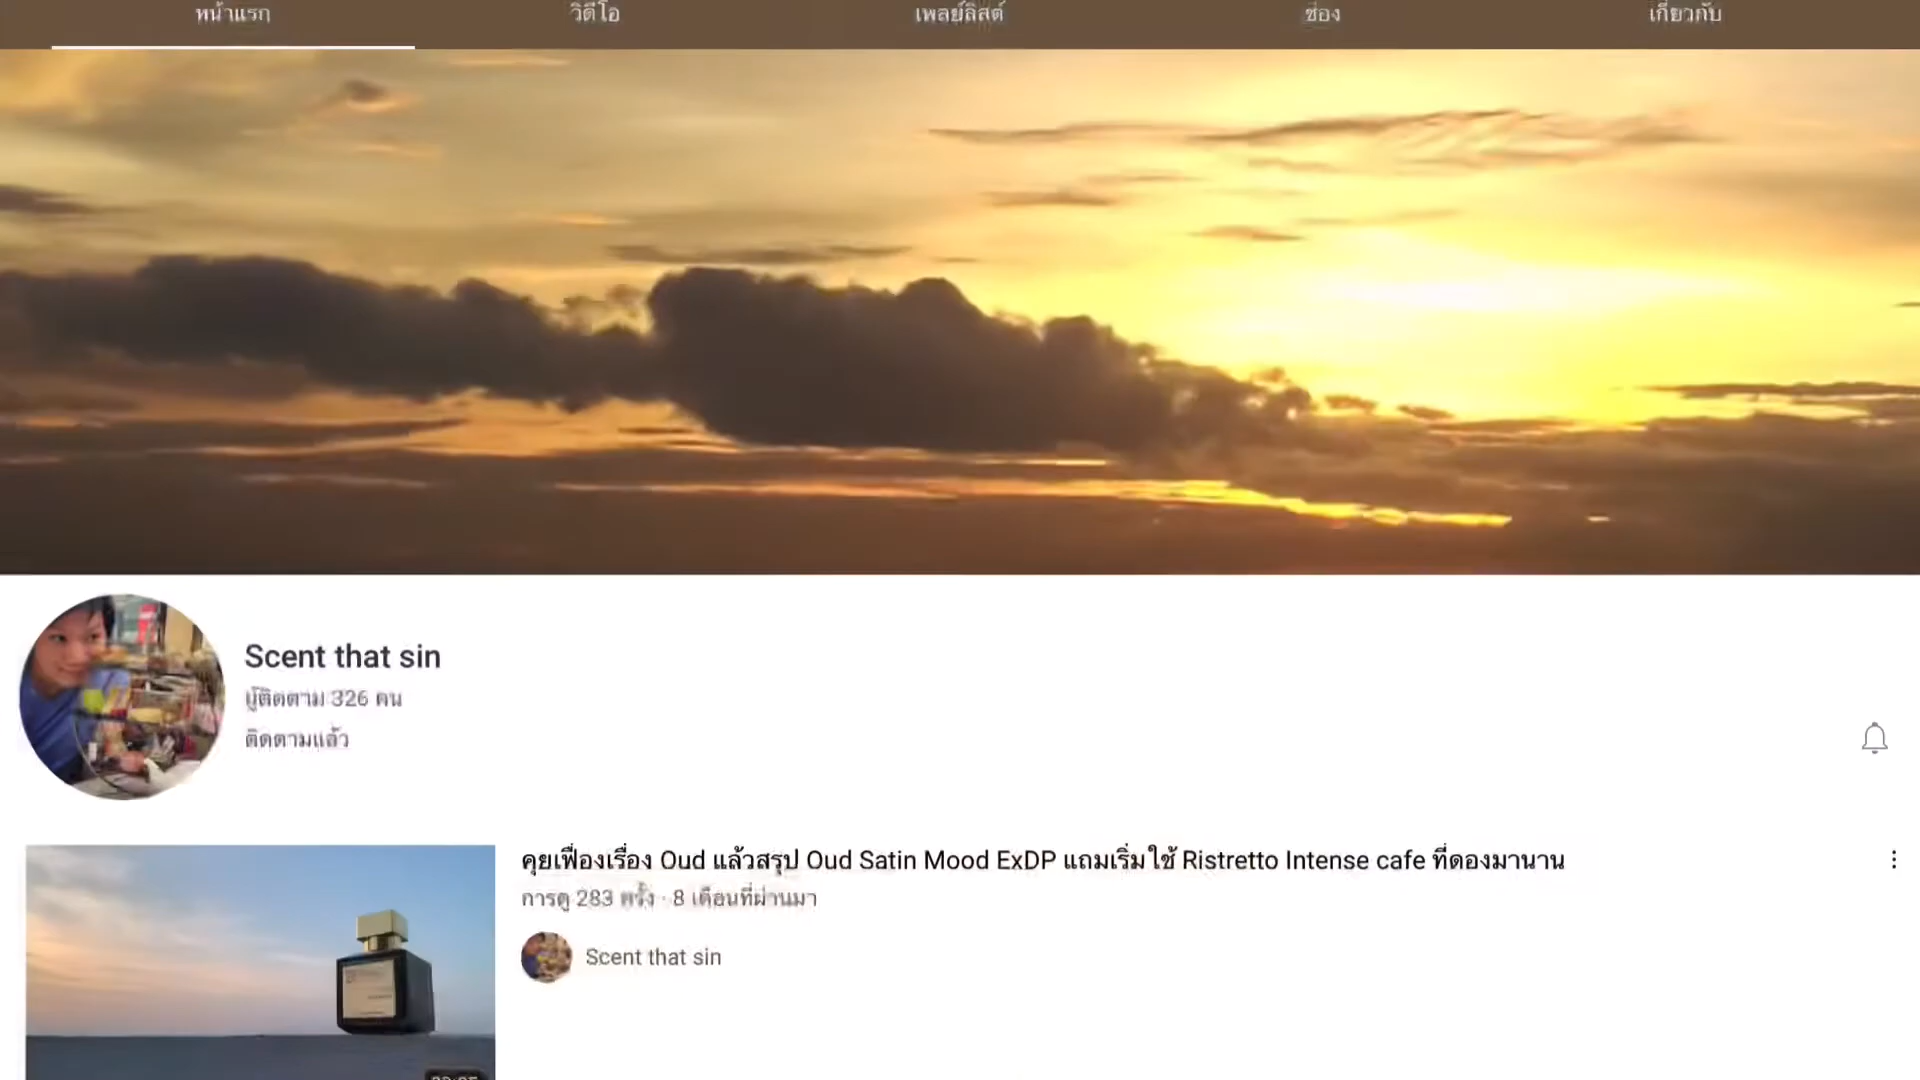 หน้าแรก
วิดีโอ
เพลย์ลิสต์
ช่อง
เกี่ยวกับ
Scent that sin
ผู้ติดตาม 326 คน
ติดตามแล้ว
คุยเฟื่องเรื่อง Oud แล้วสรุป Oud Satin Mood ExDP แถมเริ่มใช้ Ristretto Intense cafe ที่ดองมานาน
การดู 283 ครั้ง · 8 เดือนที่ผ่านมา
Scent that sin